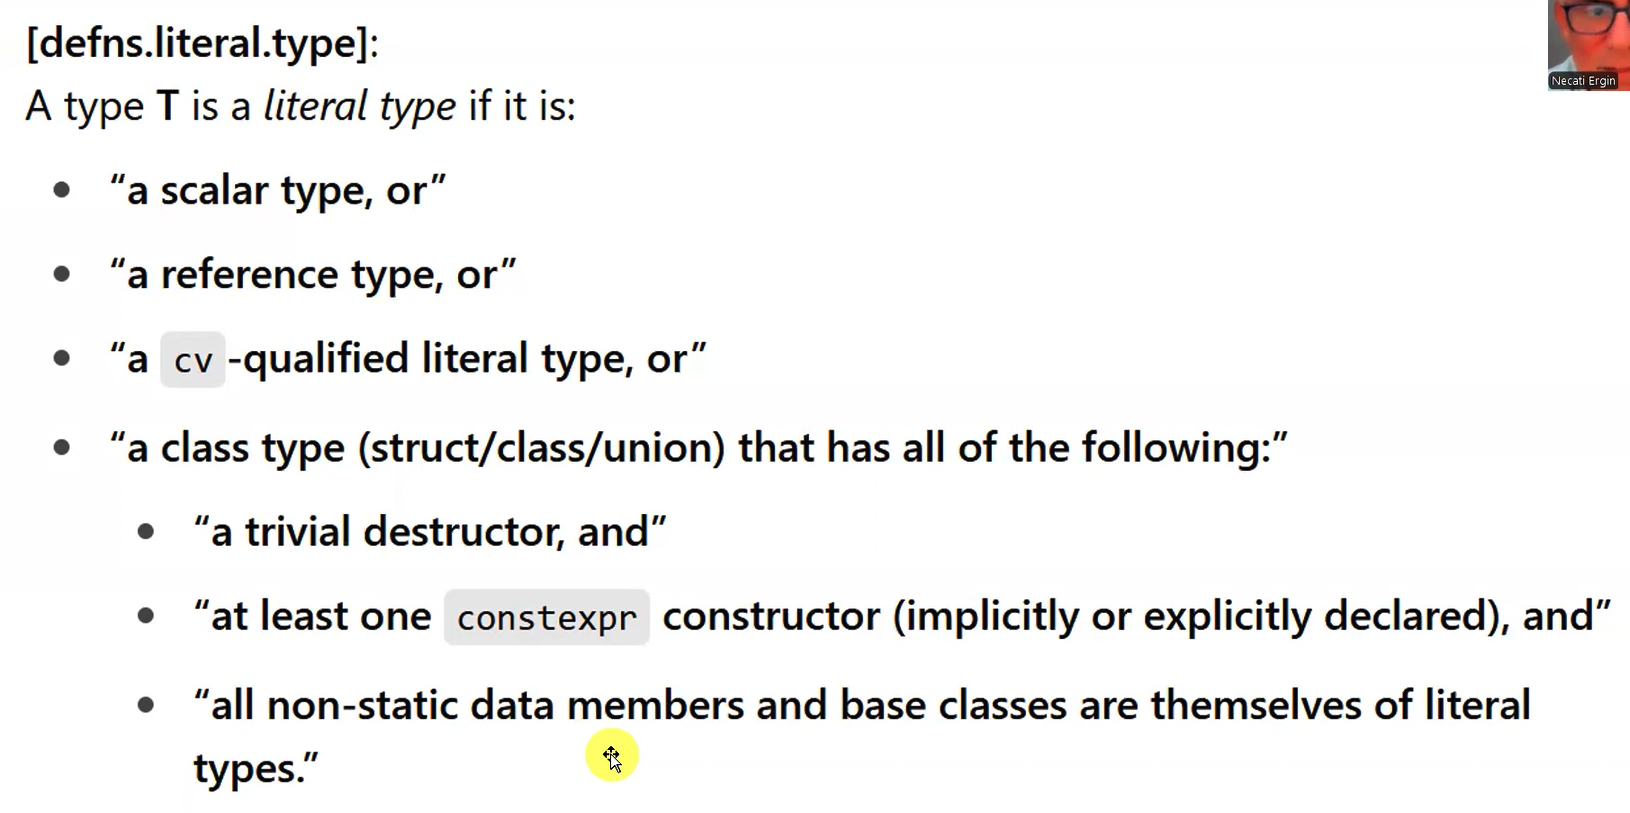 [defns.literal.type]:
Necati Ergin
A type T is a literal type if it is:
“a scalar type, or”
“a reference type, or”
“a cv -qualified literal type, or”
“a class type (struct/class/union) that has all of the following:”
“a trivial destructor, and”
“at least one constexpr constructor (implicitly or explicitly declared), and”
“all non-static data members and base classes are themselves of literal
types.”